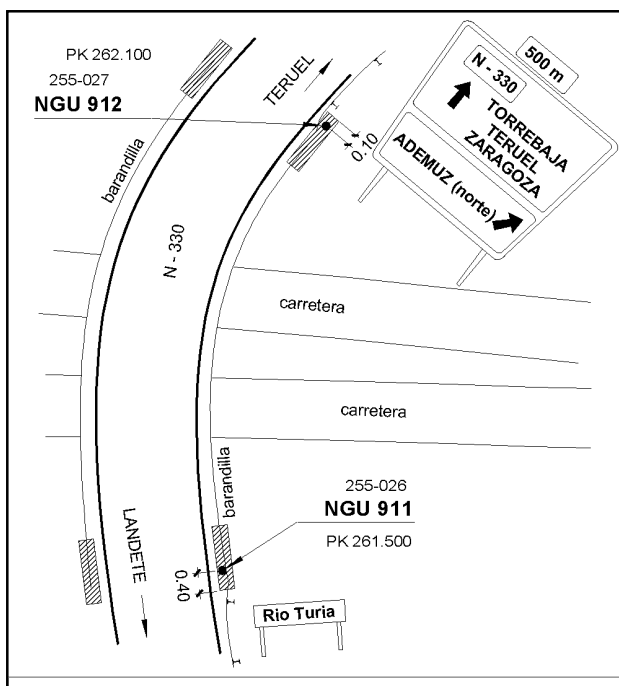 PK 262.100
255-027
NGU 912
barandilla
TERUEL
0.10
500 m
N - 330
TORREBAJA
TERUEL
ZARAGOZA
ADEMUZ (norte)
N - 330
carretera
carretera
barandilla
255-026
NGU 911
PK 261.500
LANDETE
0.40
Rio Turia